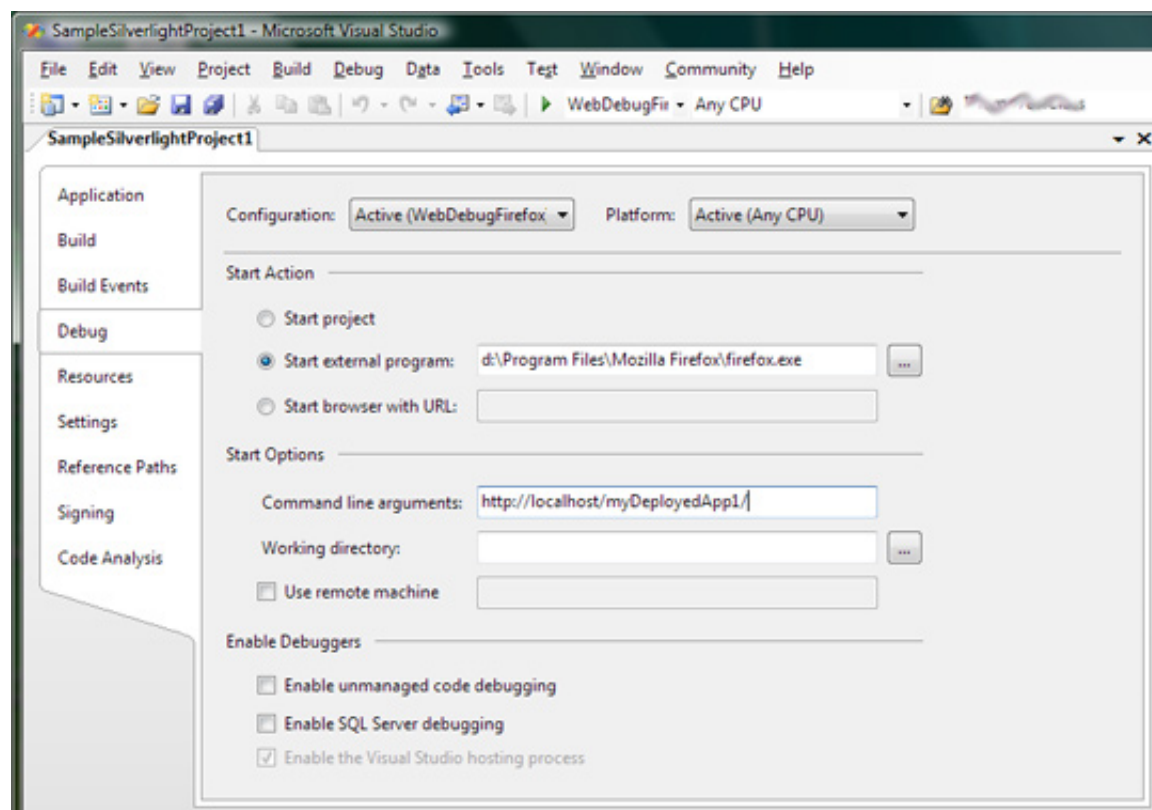 SampleSilverlightProject1 - Microsoft Visual Studio
File Edit View Project Build Debug Data Tools Test Window Community Help
WebDebugFir Any CPU
SampleSilverlightProject1
Application
Build
Build Events
Debug
Resources
Settings
Reference Paths
Signing
Code Analysis
Configuration: Active (WebDebugFirefox) Platform: Active (Any CPU)
Start Action
Start project
Start external program: d:\Program Files\Mozilla Firefox\firefox.exe ...
Start browser with URL:
Start Options
Command line arguments: http://localhost/myDeployedApp1/
Working directory: ...
Use remote machine
Enable Debuggers
Enable unmanaged code debugging
Enable SQL Server debugging
Enable the Visual Studio hosting process